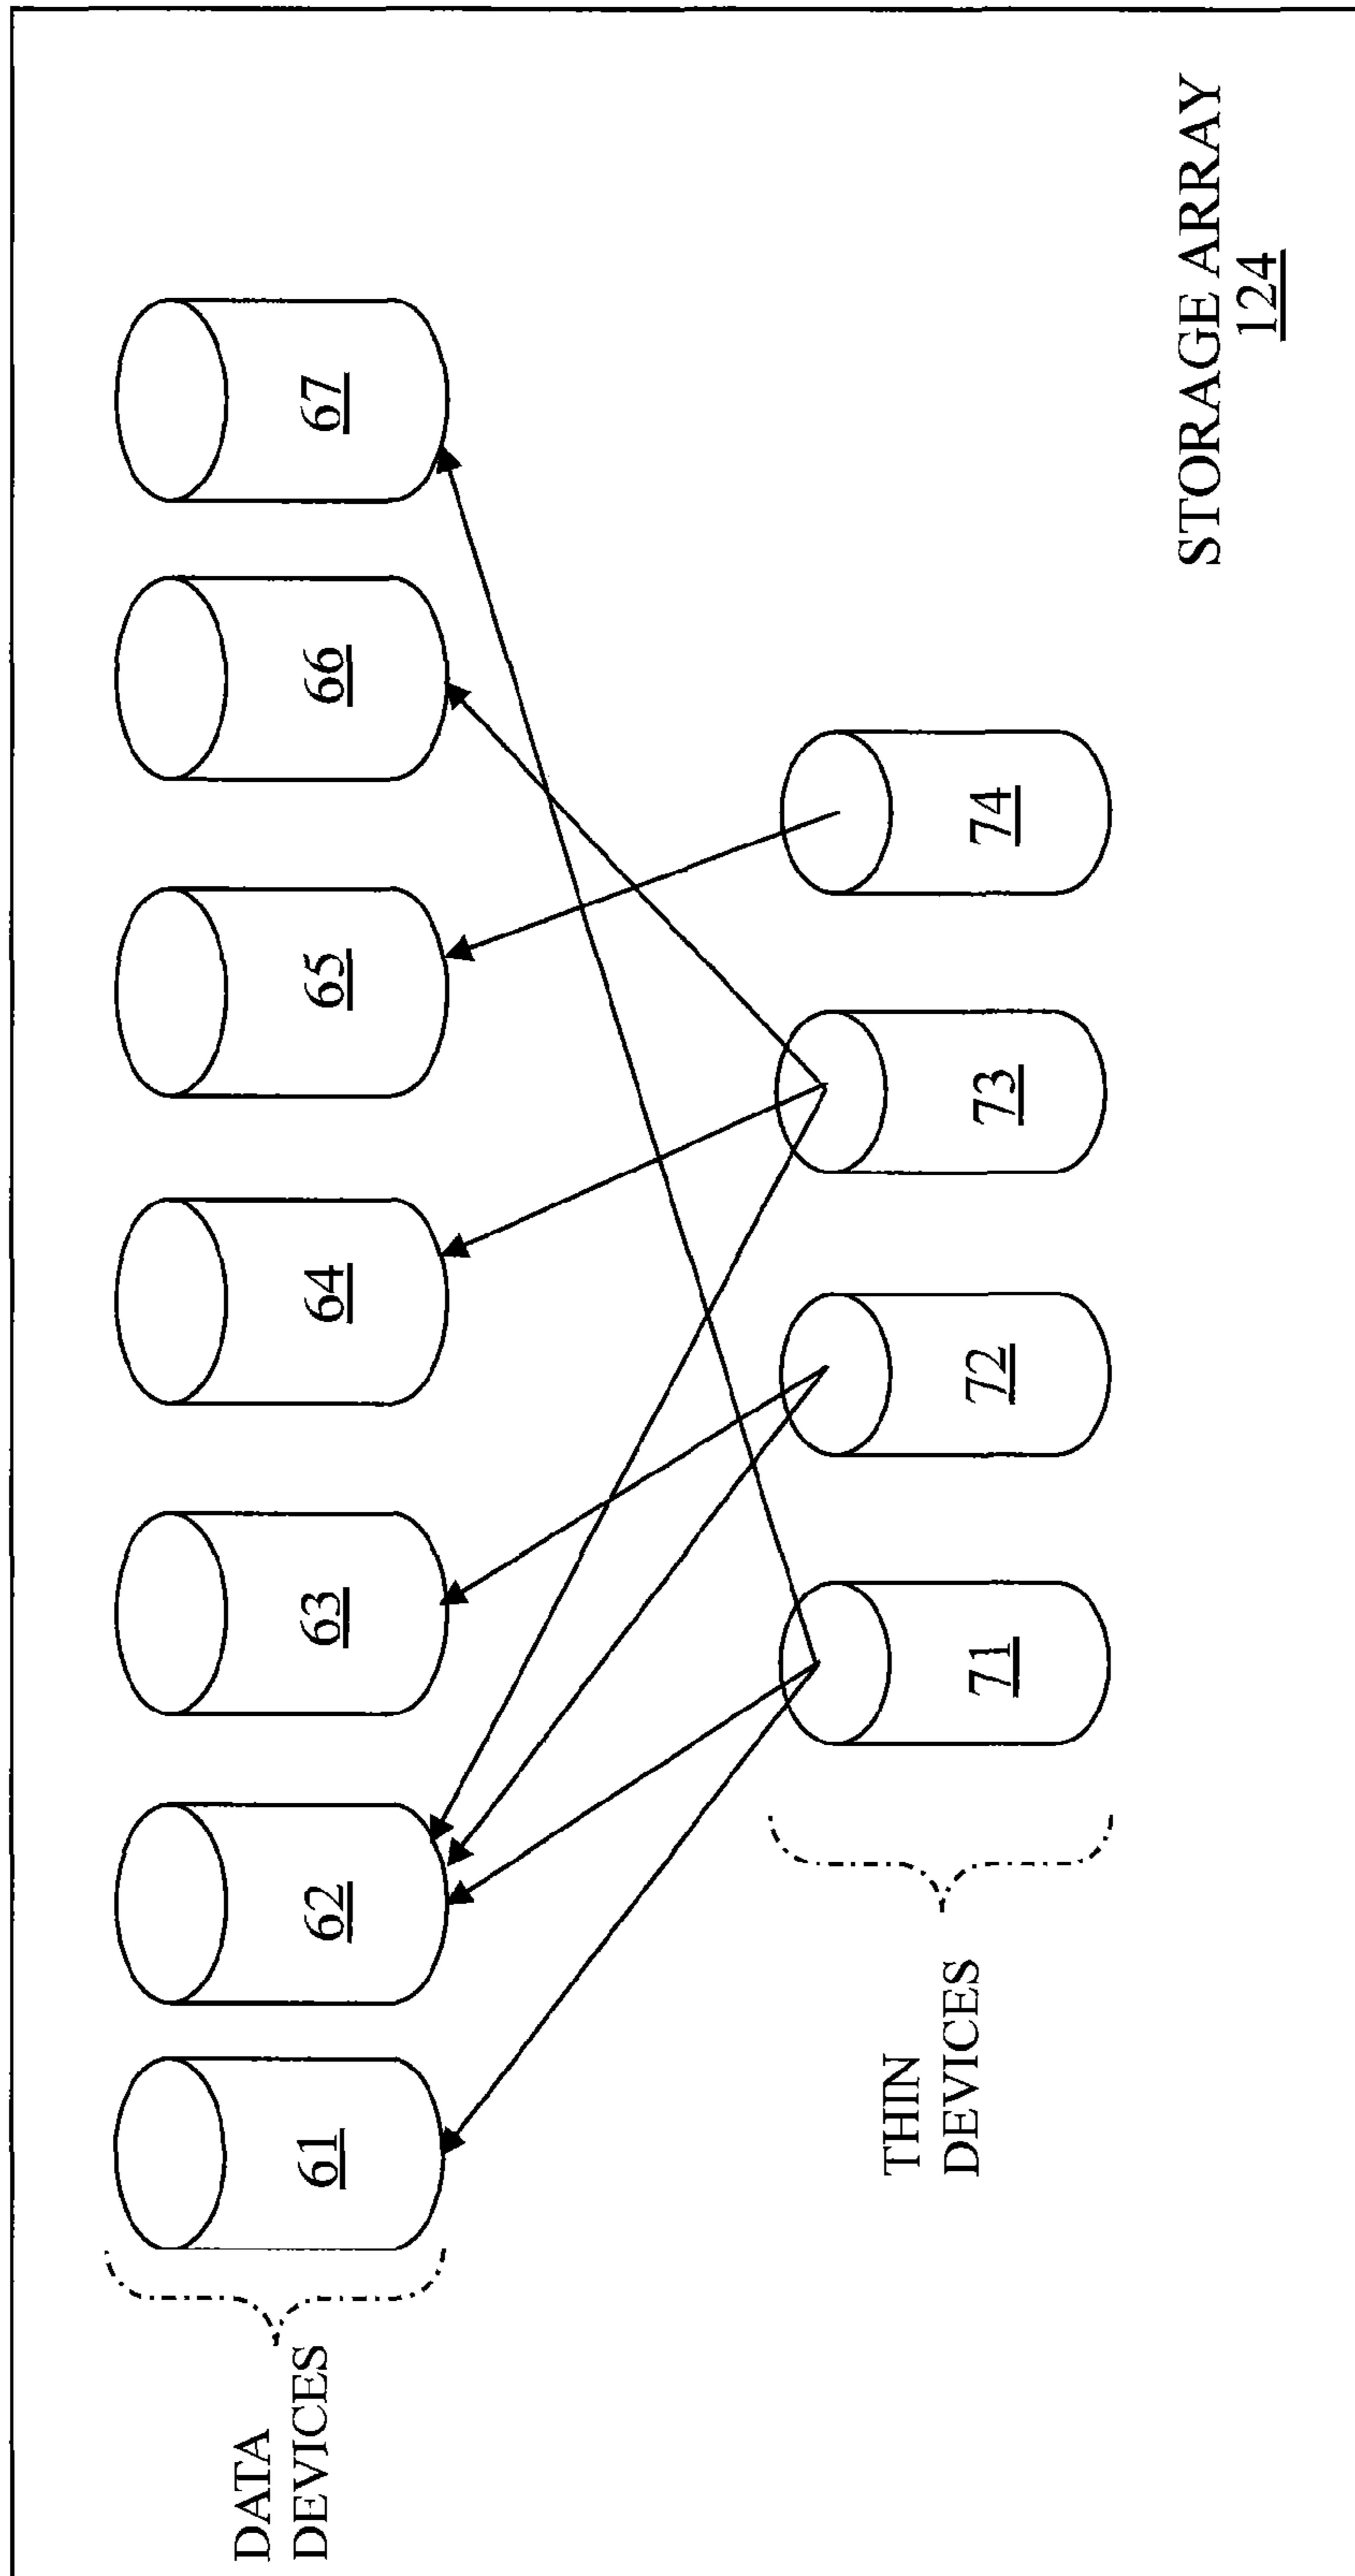 DATA
DEVICES
61
62
63
64
65
66
67
THIN
DEVICES
71
72
73
74
STORAGE ARRAY
124